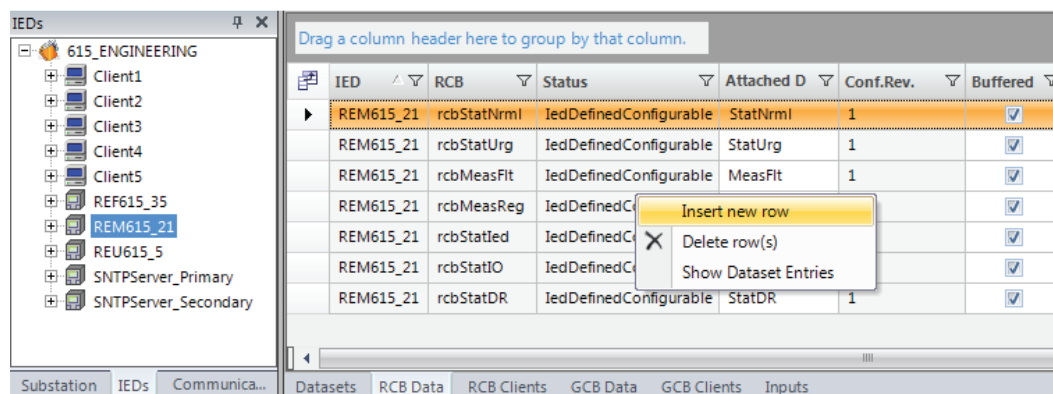 IEDs
615_ENGINEERING
Client1
Client2
Client3
Client4
Client5
REF615_35
REM615_21
REU615_5
SNTPServer_Primary
SNTPServer_Secondary
Substation IEDs Communica...
Drag a column header here to group by that column.
IED RCB Status Attached D Conf.Rev. Buffered
REM615_21 rcbStatNrml IedDefinedConfigurable StatNrml 1
REM615_21 rcbStatUrg IedDefinedConfigurable StatUrg 1
REM615_21 rcbMeasFlt IedDefinedConfigurable MeasFlt 1
REM615_21 rcbMeasReg IedDefinedC
REM615_21 rcbStatIed IedDefinedC
REM615_21 rcbStatIO IedDefinedC
REM615_21 rcbStatDR IedDefinedConfigurable StatDR 1
Insert new row
Delete row(s)
Show Dataset Entries
Datasets RCB Data RCB Clients GCB Data GCB Clients Inputs